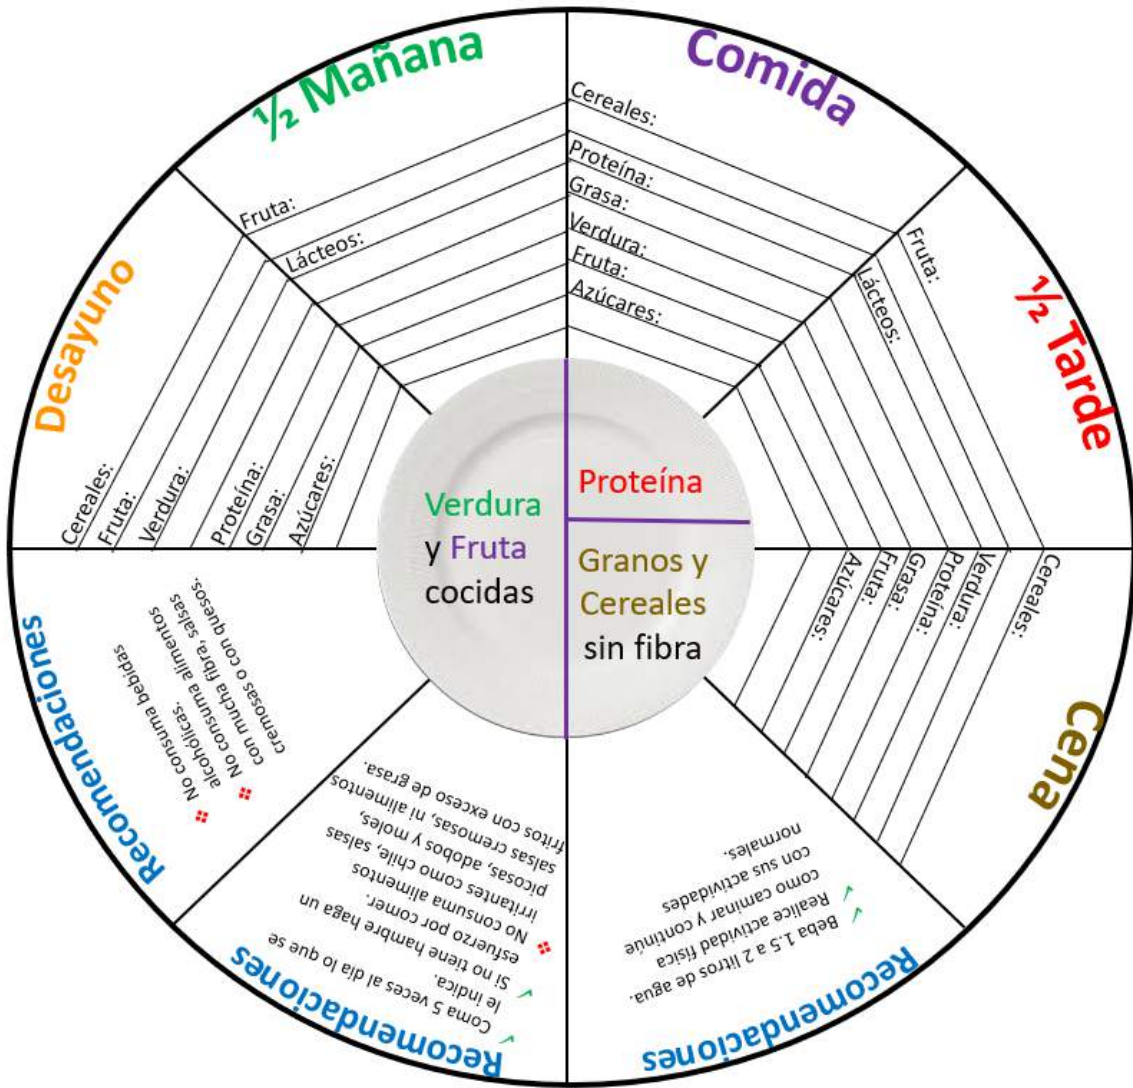 ½ Mañana
Fruta:
Lácteos:
Comida
Cereales:
Proteína:
Grasa:
Verdura:
Fruta:
Azúcares:
½ Tarde
Fruta:
Lácteos:
Cena
Cereales:
Verdura:
Proteína:
Grasa:
Fruta:
Azúcares:
Recomendaciones
Beba 1.5 a 2 litros de agua.
Realice actividad física
como caminar y continúe
con sus actividades
normales.
Recomendaciones
Coma 5 veces al día lo que se
le indica.
Si no tiene hambre haga un
esfuerzo por comer.
No consuma alimentos
irritantes como chile, salsas
picosas, adobos y moles,
salsas cremosas, ni alimentos
fritos con exceso de grasa.
Recomendaciones
No consuma bebidas
alcohólicas.
No consuma alimentos
con mucha fibra, salsas
cremosas o con quesos.
Desayuno
Cereales:
Fruta:
Verdura:
Proteína:
Grasa:
Azúcares:
Verdura
y Fruta
cocidas
Proteína
Granos y
Cereales
sin fibra